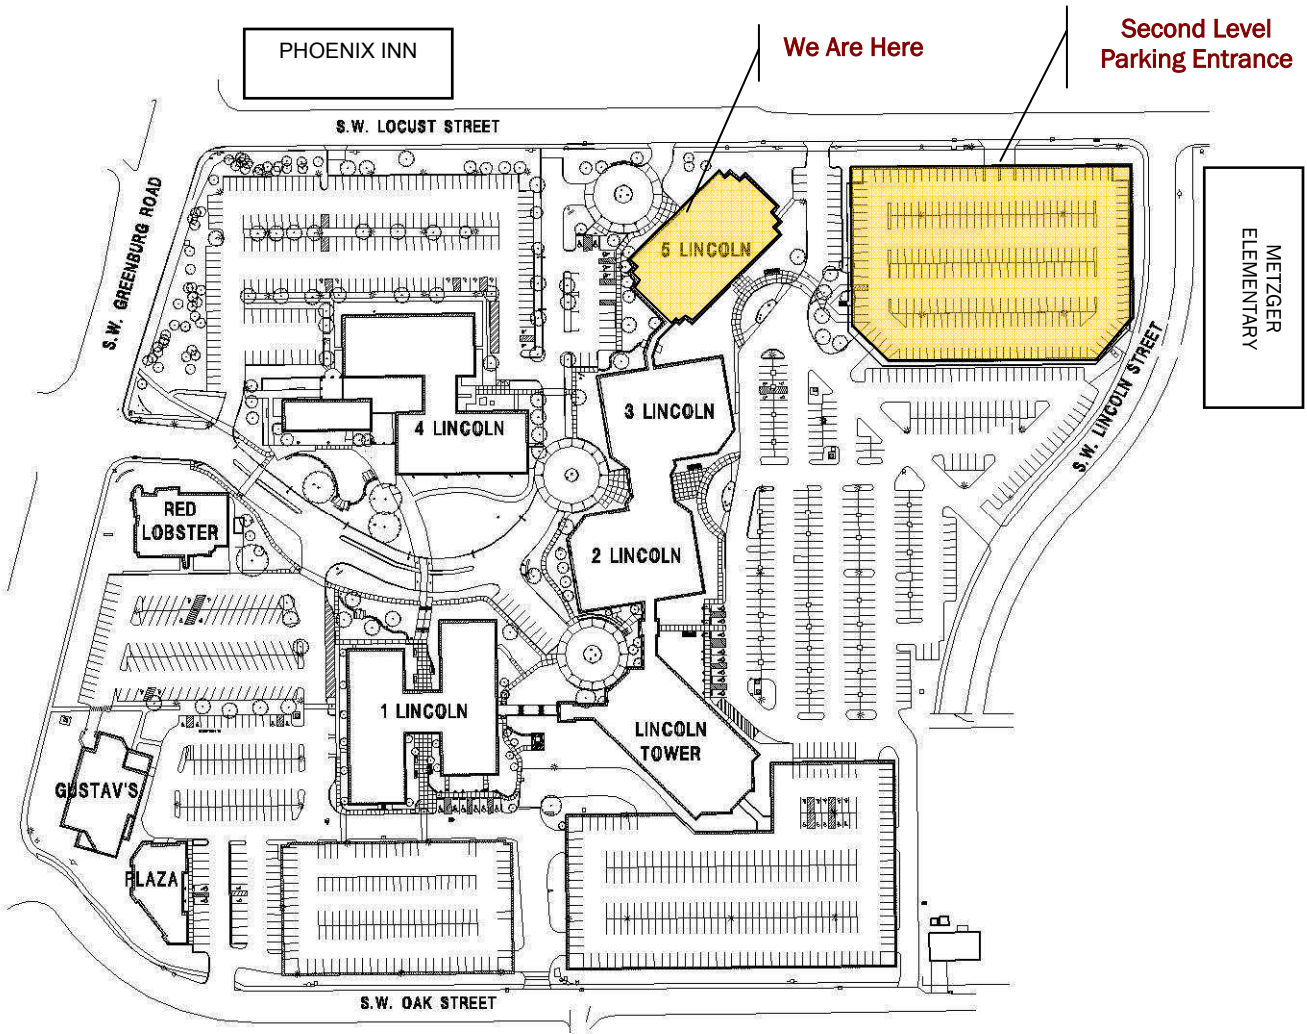 Second Level
Parking Entrance
We Are Here
PHOENIX INN
S.W. LOCUST STREET
S.W. GREENBURG ROAD
METZGER
ELEMENTARY
5 LINCOLN
S.W. LINCOLN STREET
3 LINCOLN
4 LINCOLN
RED
LOBSTER
2 LINCOLN
1 LINCOLN
LINCOLN
TOWER
GUSTAV'S
PLAZA
S.W. OAK STREET